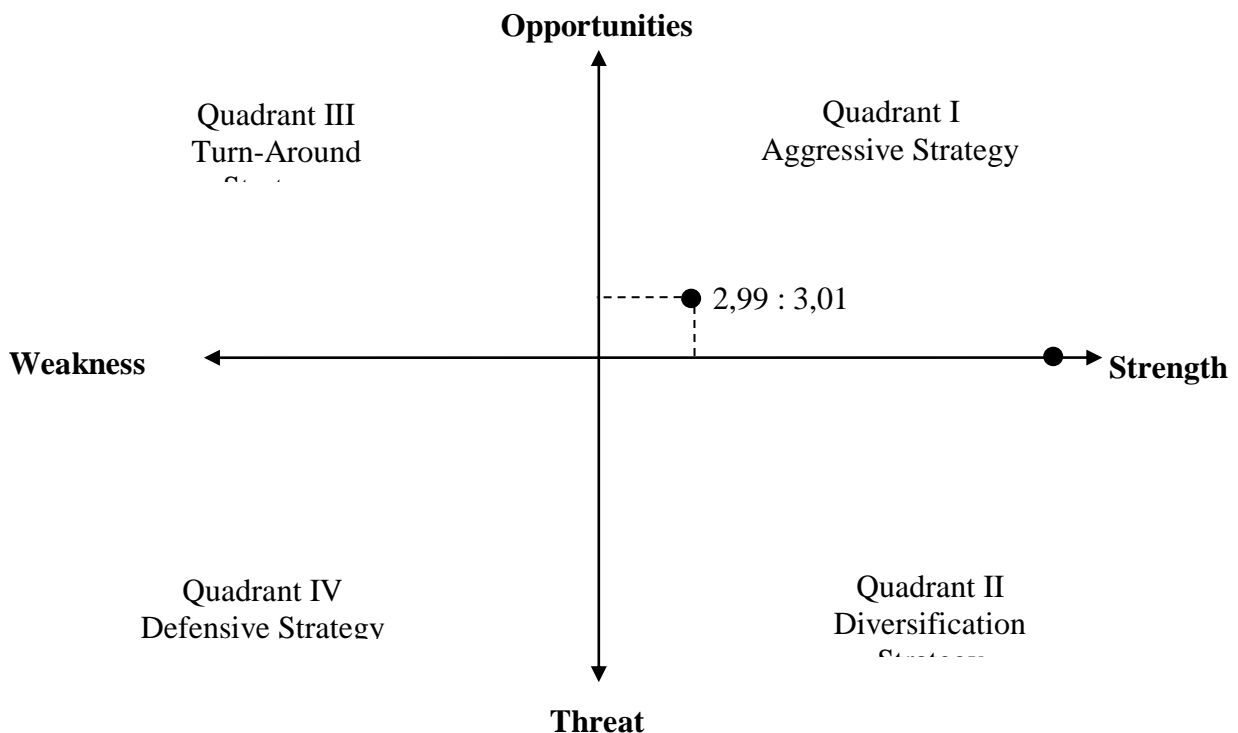 Opportunities
Quadrant III
Turn-Around
Quadrant I
Aggressive Strategy
2,99 : 3,01
Weakness
Strength
Quadrant IV
Defensive Strategy
Quadrant II
Diversification
Threat